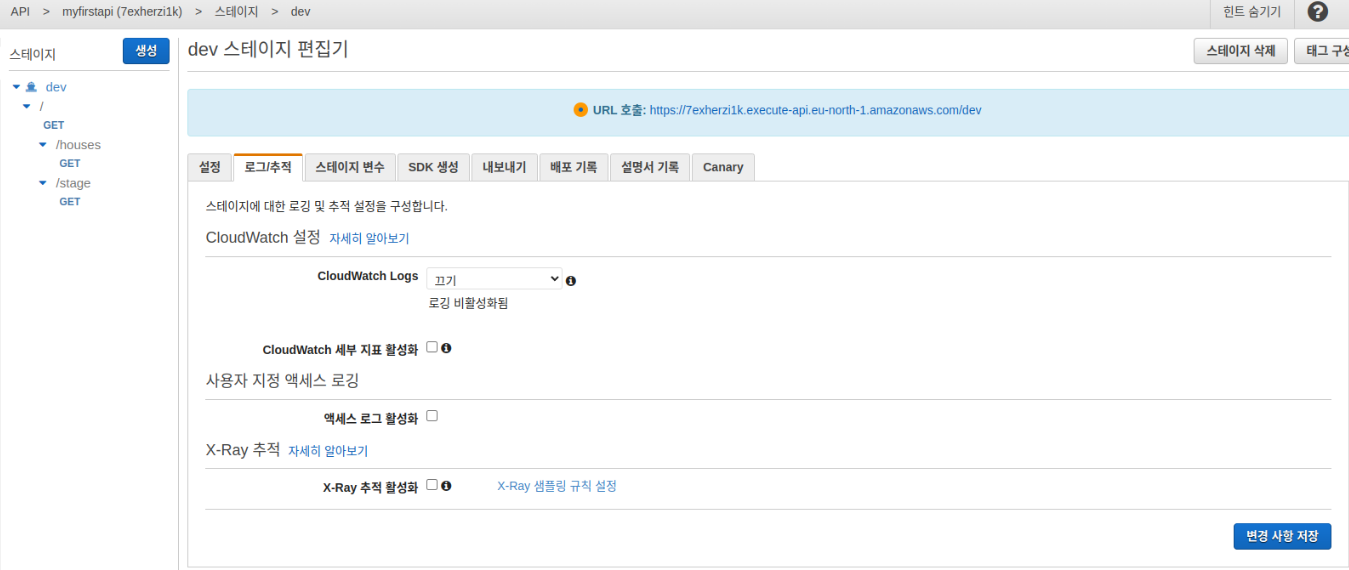 API > myfirstapi (7exherzi1k) > 스테이지 > dev
힌트 숨기기
스테이지
생성
dev
/
GET
/houses
GET
/stage
GET
dev 스테이지 편집기
스테이지 삭제
태그 구성
URL 호출: https://7exherzi1k.execute-api.eu-north-1.amazonaws.com/dev
설정 로그/추적 스테이지 변수 SDK 생성 내보내기 배포 기록 설명서 기록 Canary
스테이지에 대한 로깅 및 추적 설정을 구성합니다.
CloudWatch 설정 자세히 알아보기
CloudWatch Logs 끄기
로깅 비활성화됨
CloudWatch 세부 지표 활성화
사용자 지정 액세스 로깅
액세스 로그 활성화
X-Ray 추적 자세히 알아보기
X-Ray 추적 활성화 X-Ray 샘플링 규칙 설정
변경 사항 저장